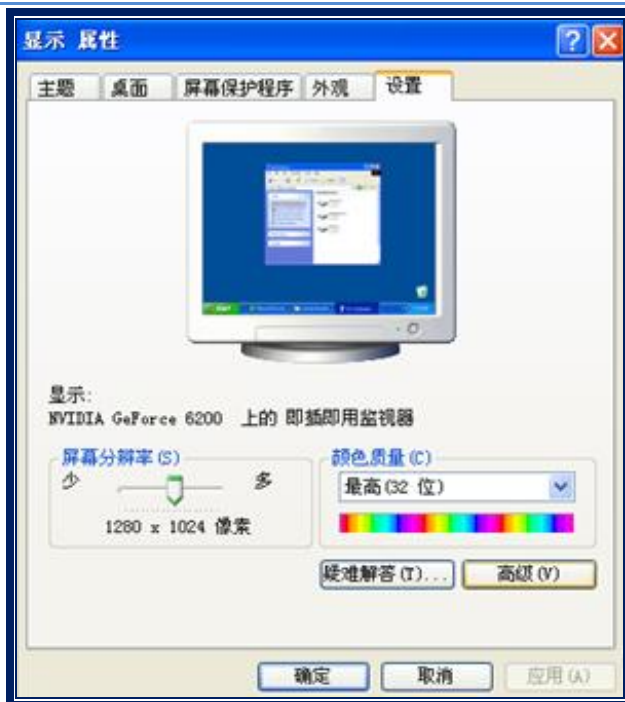 显示 属性
主题 桌面 屏幕保护程序 外观 设置
显示:
NVIDIA GeForce 6200 上的 即插即用监视器
屏幕分辨率(S)
少 多
1280 x 1024 像素
颜色质量(C)
最高(32 位)
疑难解答(T)... 高级(V)
确定 取消 应用(A)